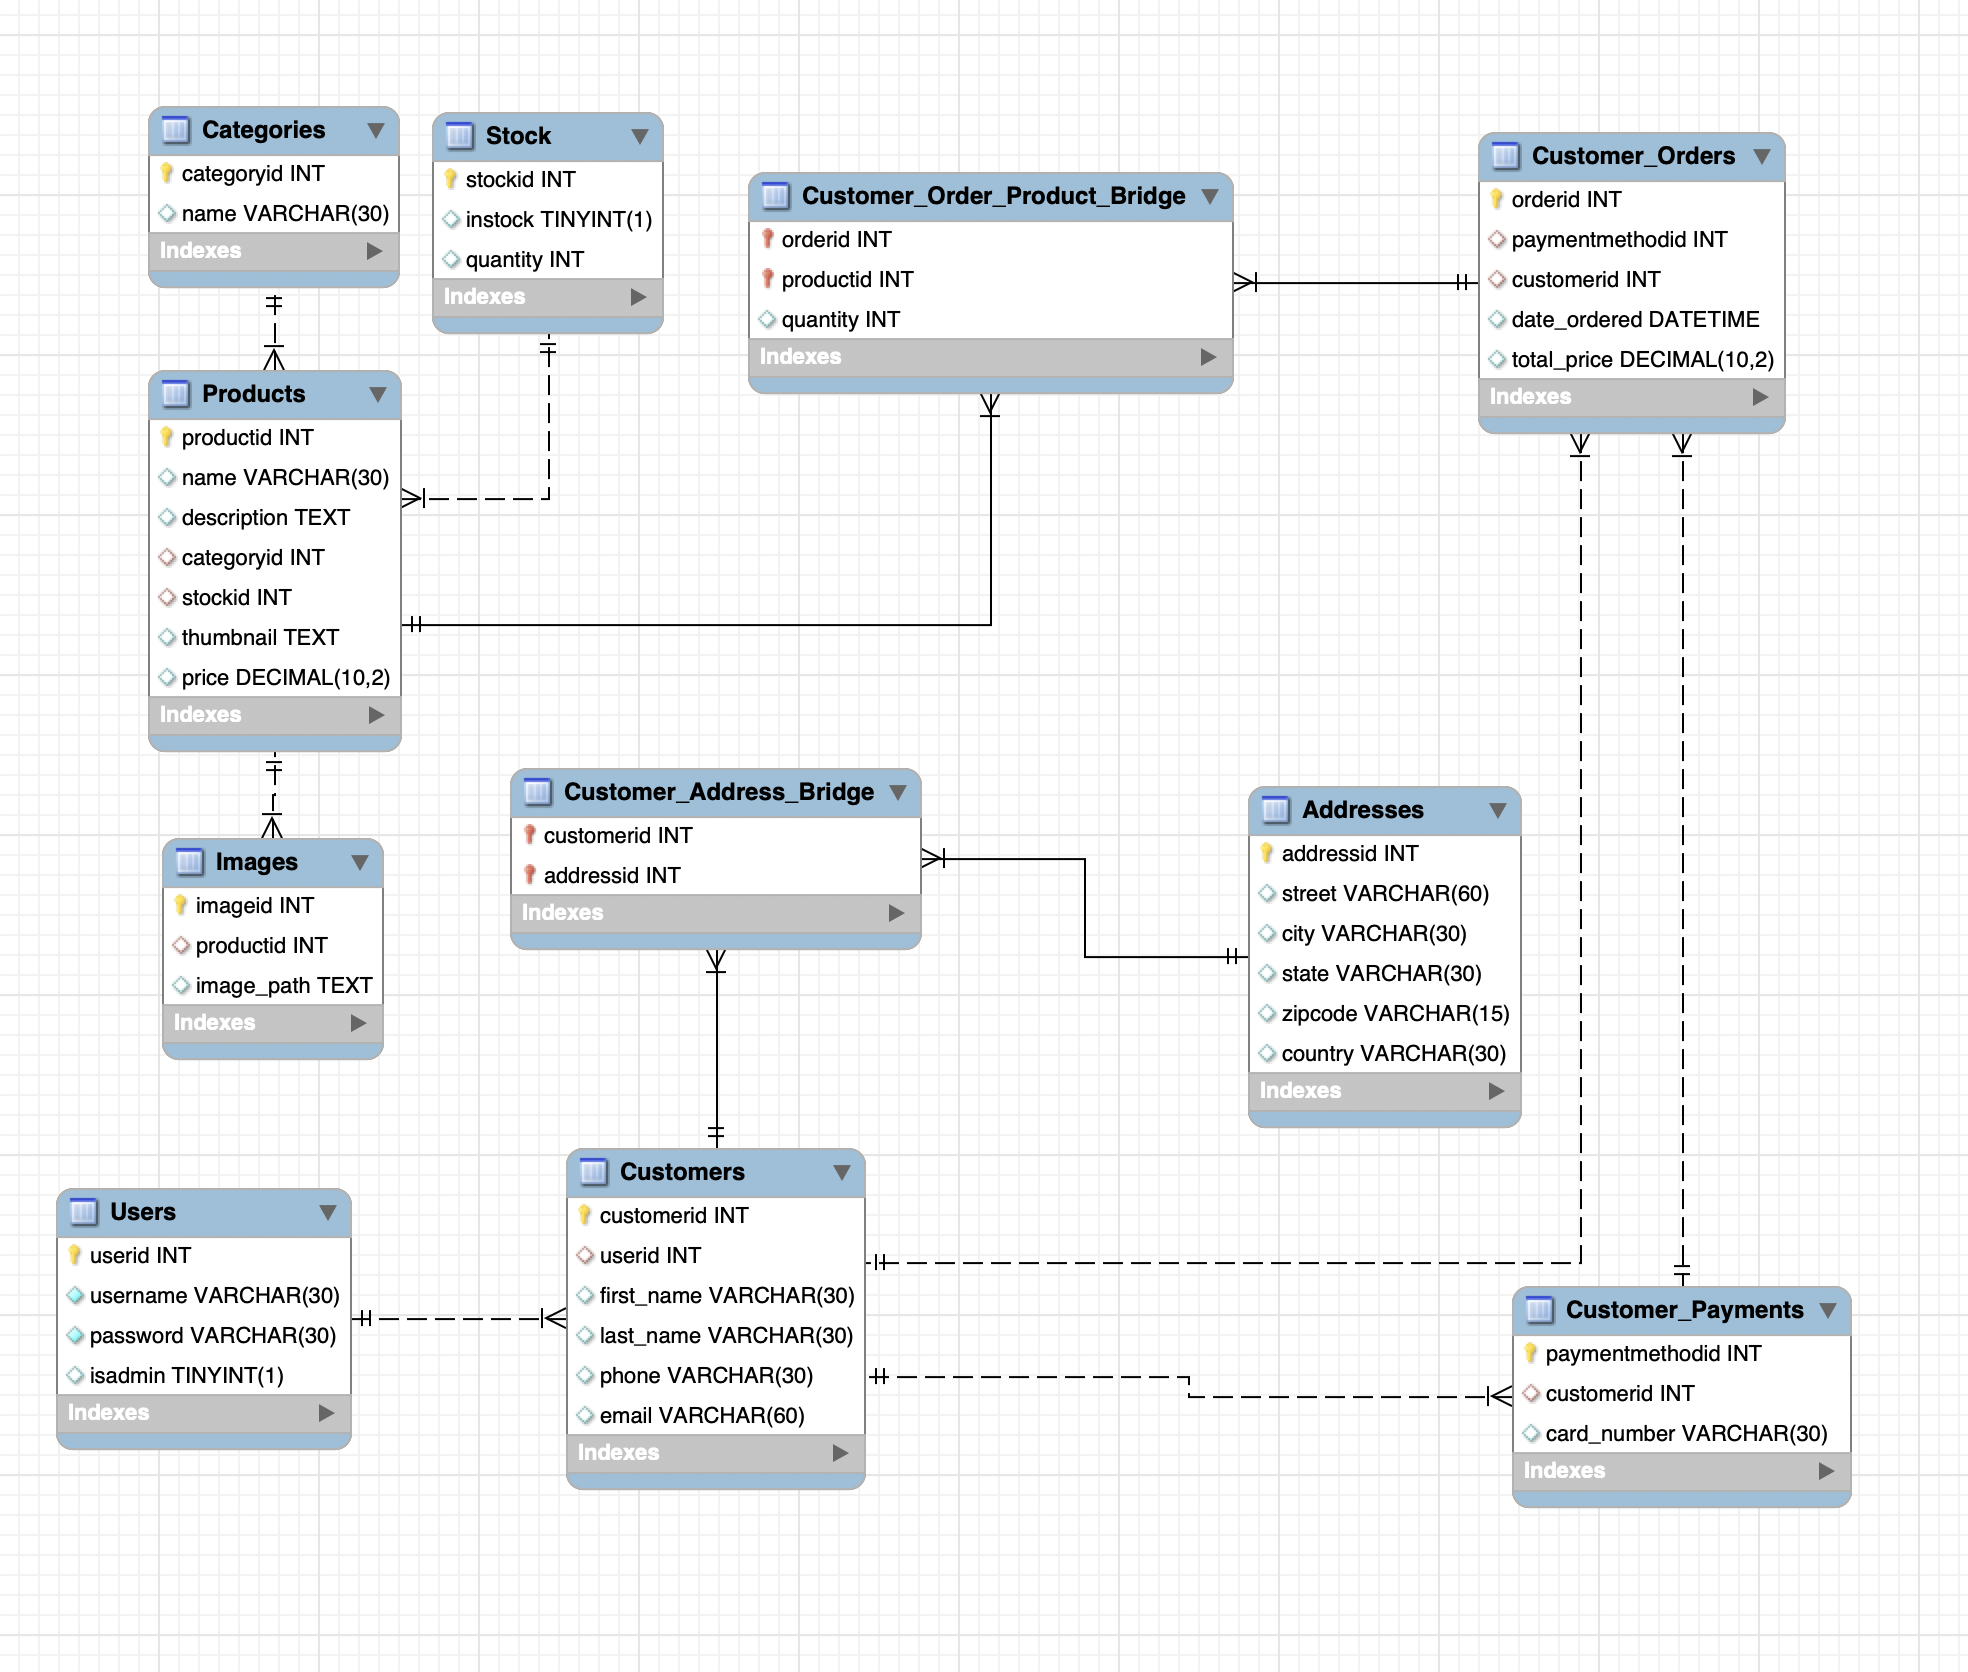 Categories
categoryid INT
name VARCHAR(30)
Indexes
Stock
stockid INT
instock TINYINT(1)
quantity INT
Indexes
Customer_Order_Product_Bridge
orderid INT
productid INT
quantity INT
Indexes
Customer_Orders
orderid INT
paymentmethodid INT
customerid INT
date_ordered DATETIME
total_price DECIMAL(10,2)
Indexes
Products
productid INT
name VARCHAR(30)
description TEXT
categoryid INT
stockid INT
thumbnail TEXT
price DECIMAL(10,2)
Indexes
Customer_Address_Bridge
customerid INT
addressid INT
Indexes
Addresses
addressid INT
street VARCHAR(60)
city VARCHAR(30)
state VARCHAR(30)
zipcode VARCHAR(15)
country VARCHAR(30)
Indexes
Images
imageid INT
productid INT
image_path TEXT
Indexes
Users
userid INT
username VARCHAR(30)
password VARCHAR(30)
isadmin TINYINT(1)
Indexes
Customers
customerid INT
userid INT
first_name VARCHAR(30)
last_name VARCHAR(30)
phone VARCHAR(30)
email VARCHAR(60)
Indexes
Customer_Payments
paymentmethodid INT
customerid INT
card_number VARCHAR(30)
Indexes